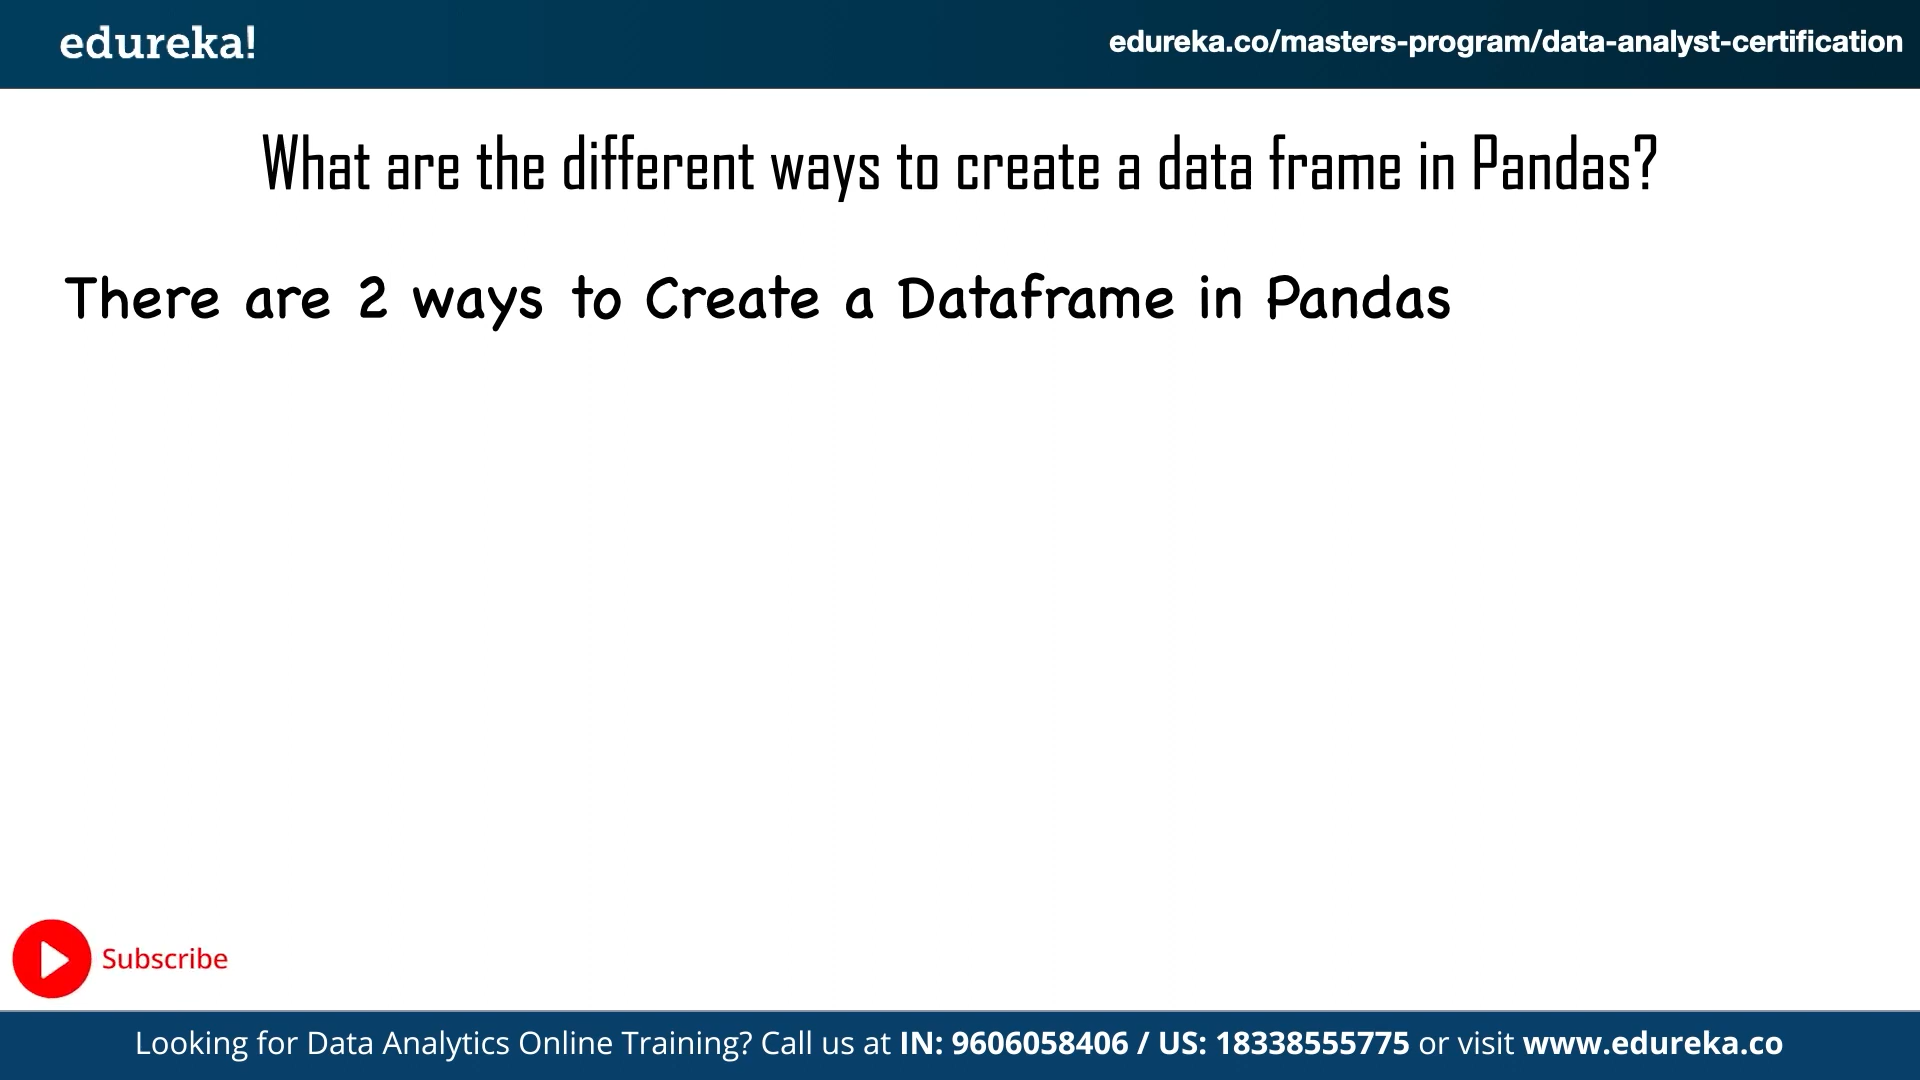 edureka!
edureka.co/masters-program/data-analyst-certification
What are the different ways to create a data frame in Pandas?
There are 2 ways to Create a Dataframe in Pandas
Subscribe
Looking for Data Analytics Online Training? Call us at IN: 9606058406 / US: 18338555775 or visit www.edureka.co